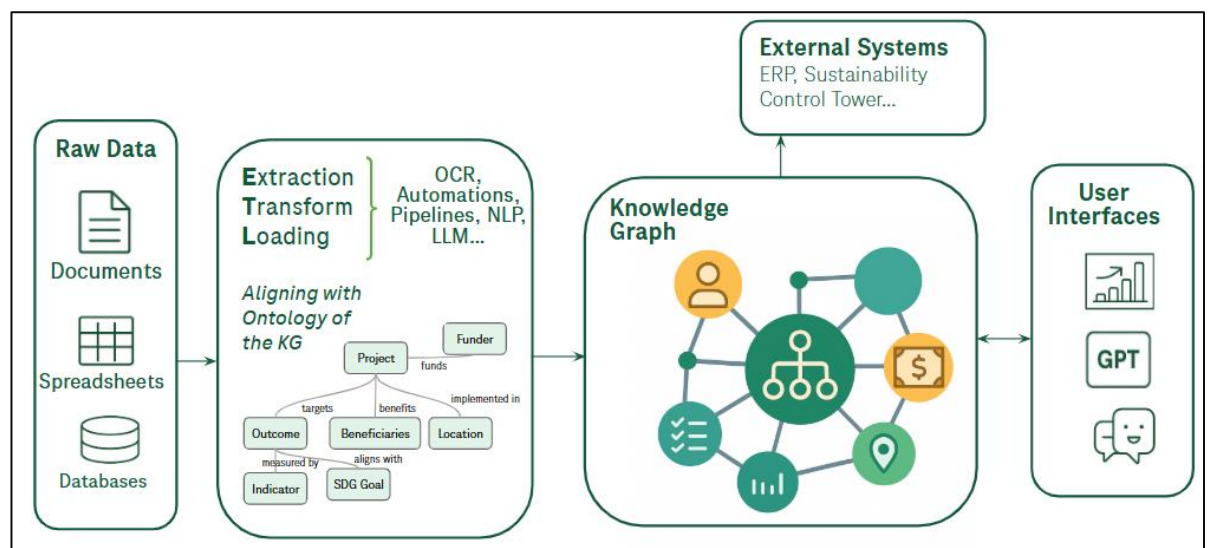 Raw Data
Documents
Spreadsheets
Databases
Extraction
Transform
Loading
OCR,
Automations,
Pipelines, NLP,
LLM...
Aligning with
Ontology of
the KG
Funder
Project
funds
targets
benefits
implemented in
Outcome
Beneficiaries
Location
measured by
aligns with
Indicator
SDG Goal
External Systems
ERP, Sustainability
Control Tower...
Knowledge
Graph
$
User
Interfaces
GPT